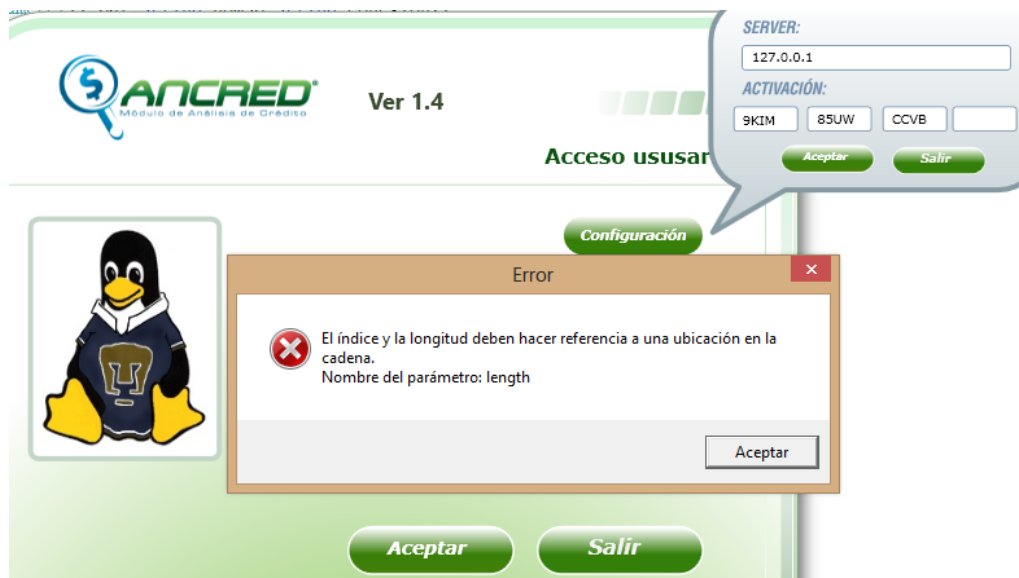 SERVER:
127.0.0.1
ACTIVACIÓN:
9KIM 85UW CCVB
Aceptar Salir
ANCRED
Módulo de Análisis de Crédito
Ver 1.4
Acceso ususar
Configuración
Error
El índice y la longitud deben hacer referencia a una ubicación en la
cadena.
Nombre del parámetro: length
Aceptar
Aceptar Salir